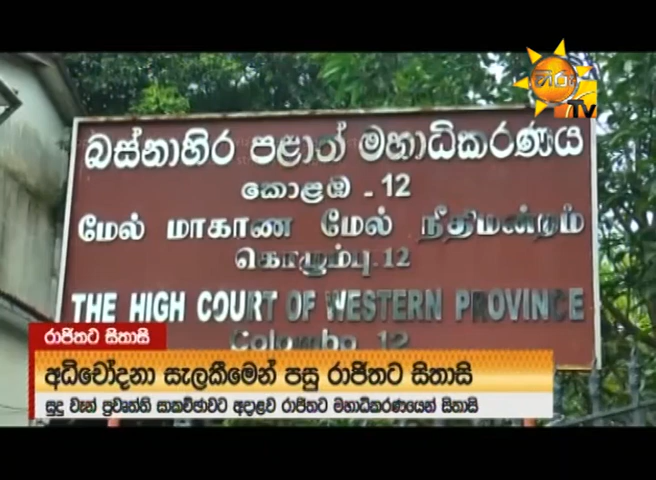 හිරු
TV
බස්නාහිර පළාත් මහාධිකරණය
කොළඹ - 12
மேல் மாகாண மேல் நீதிமன்றம்
கொழும்பு - 12
THE HIGH COURT OF WESTERN PROVINCE
Colombo 12
රාජිතට සිතාසි
අධිචෝදනා සැලකීමෙන් පසු රාජිතට සිතාසි
සුදු වෑන් ප්‍රවෘත්ති සාකච්ඡාවට අදාළව රාජිතට මහාධිකරණයෙන් සිතාසි